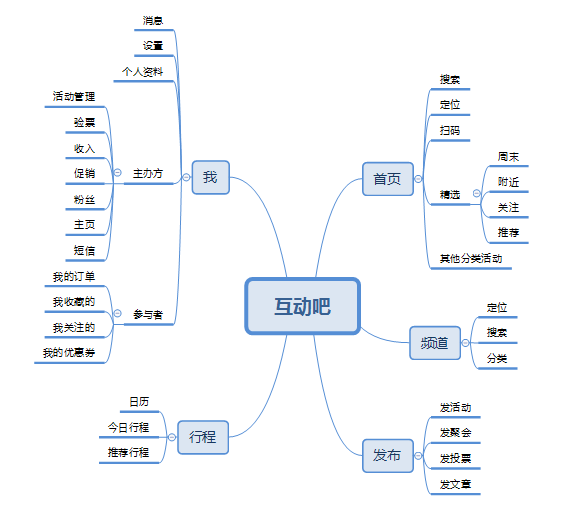 互动吧
首页
搜索
定位
扫码
精选
周末
附近
关注
推荐
其他分类活动
频道
定位
搜索
分类
发布
发活动
发聚会
发投票
发文章
我
消息
设置
个人资料
主办方
活动管理
验票
收入
促销
粉丝
主页
短信
参与者
我的订单
我收藏的
我关注的
我的优惠券
行程
日历
今日行程
推荐行程